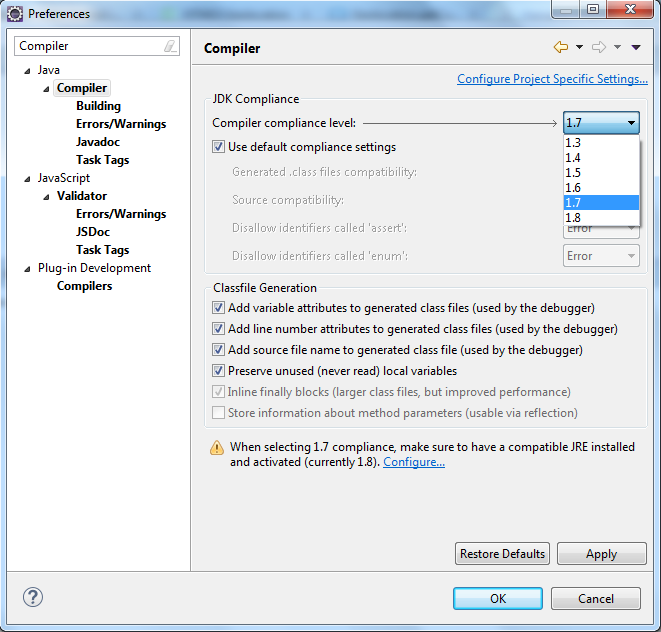 Preferences
Compiler
Java
Compiler
Building
Errors/Warnings
Javadoc
Task Tags
JavaScript
Validator
Errors/Warnings
JSDoc
Task Tags
Plug-in Development
Compilers
Compiler
Configure Project Specific Settings...
JDK Compliance
Compiler compliance level: 1.7
1.3
1.4
1.5
1.6
1.7
1.8
Use default compliance settings
Generated .class files compatibility:
Source compatibility:
Disallow identifiers called 'assert': Error
Disallow identifiers called 'enum': Error
Classfile Generation
Add variable attributes to generated class files (used by the debugger)
Add line number attributes to generated class files (used by the debugger)
Add source file name to generated class file (used by the debugger)
Preserve unused (never read) local variables
Inline finally blocks (larger class files, but improved performance)
Store information about method parameters (usable via reflection)
When selecting 1.7 compliance, make sure to have a compatible JRE installed
and activated (currently 1.8). Configure...
Restore Defaults Apply
OK Cancel